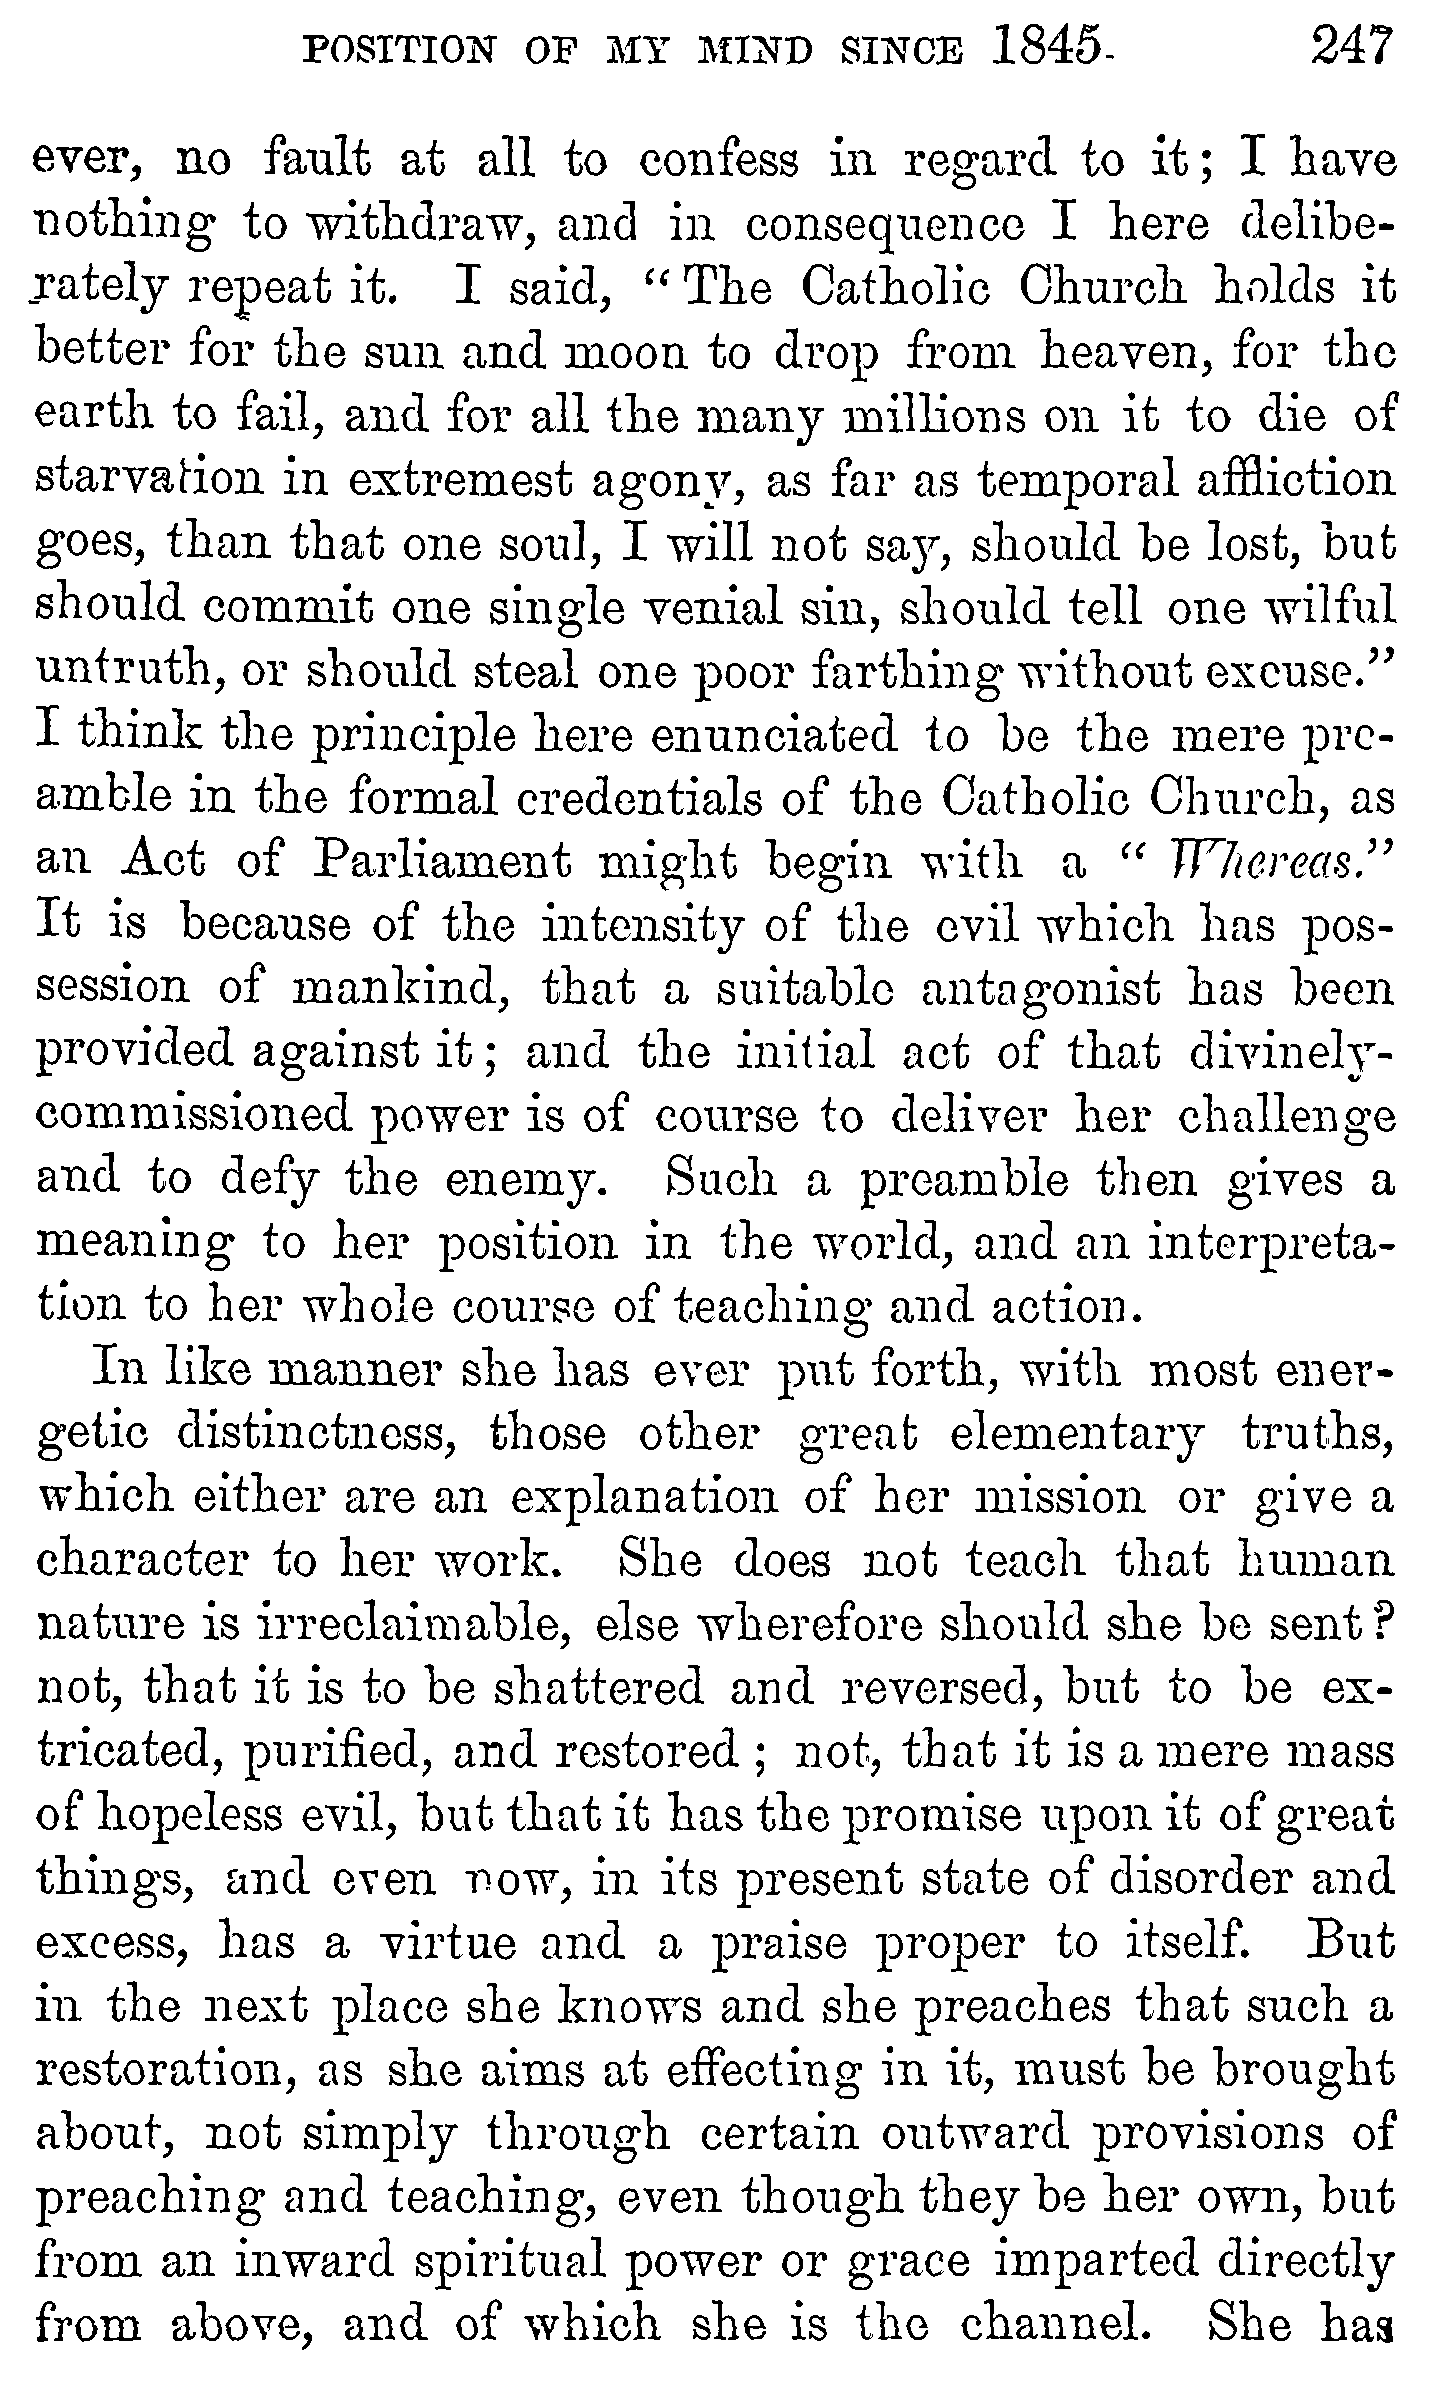 POSITION OF MY MIND SINCE 1845. 247
ever, no fault at all to confess in regard to it; I have
nothing to withdraw, and in consequence I here delibe-
rately repeat it. I said, "The Catholic Church holds it
better for the sun and moon to drop from heaven, for the
earth to fail, and for all the many millions on it to die of
starvation in extremest agony, as far as temporal affliction
goes, than that one soul, I will not say, should be lost, but
should commit one single venial sin, should tell one wilful
untruth, or should steal one poor farthing without excuse."
I think the principle here enunciated to be the mere pre-
amble in the formal credentials of the Catholic Church, as
an Act of Parliament might begin with a "Whereas."
It is because of the intensity of the evil which has pos-
session of mankind, that a suitable antagonist has been
provided against it; and the initial act of that divinely-
commissioned power is of course to deliver her challenge
and to defy the enemy. Such a preamble then gives a
meaning to her position in the world, and an interpreta-
tion to her whole course of teaching and action.
In like manner she has ever put forth, with most ener-
getic distinctness, those other great elementary truths,
which either are an explanation of her mission or give a
character to her work. She does not teach that human
nature is irreclaimable, else wherefore should she be sent?
not, that it is to be shattered and reversed, but to be ex-
tricated, purified, and restored; not, that it is a mere mass
of hopeless evil, but that it has the promise upon it of great
things, and even now, in its present state of disorder and
excess, has a virtue and a praise proper to itself. But
in the next place she knows and she preaches that such a
restoration, as she aims at effecting in it, must be brought
about, not simply through certain outward provisions of
preaching and teaching, even though they be her own, but
from an inward spiritual power or grace imparted directly
from above, and of which she is the channel. She has